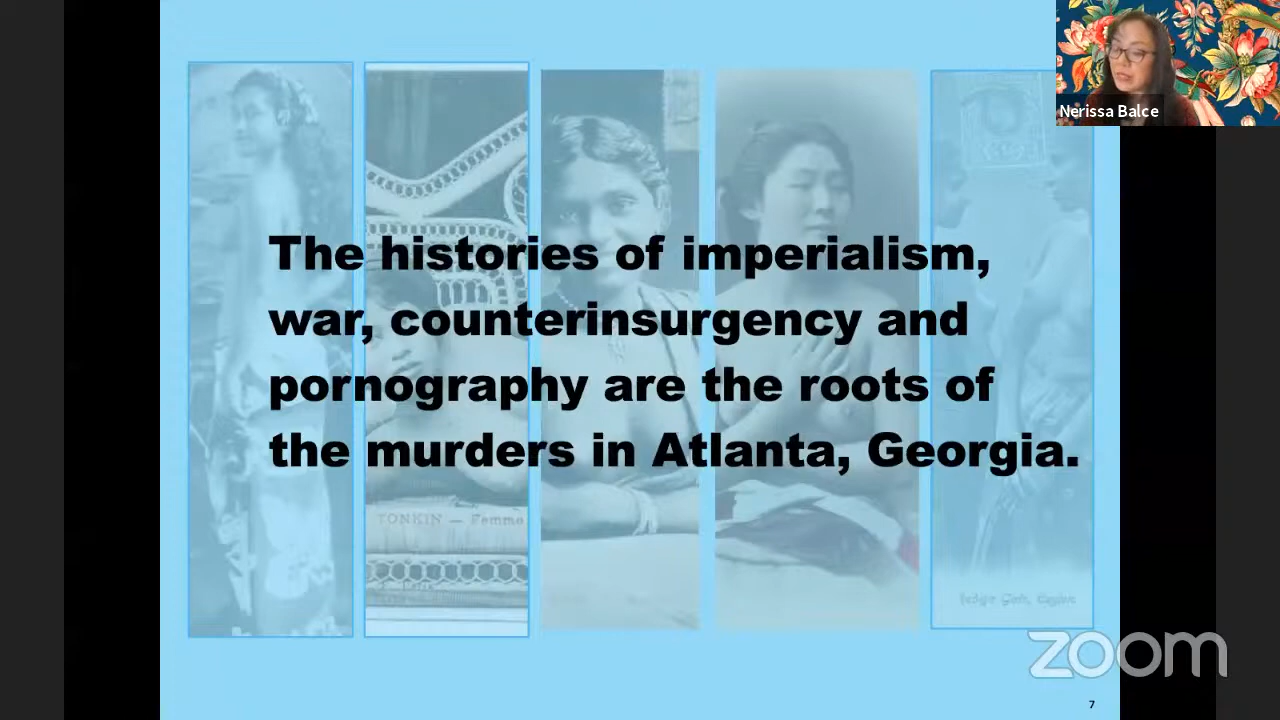 Nerissa Balce
The histories of imperialism,
war, counterinsurgency and
pornography are the roots of
the murders in Atlanta, Georgia.
TONKIN — Femme
zoom
7